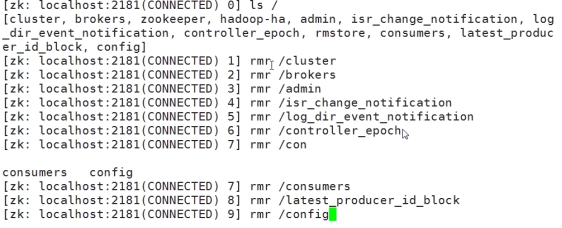 [zk: localhost:2181(CONNECTED) 0] ls /
[cluster, brokers, zookeeper, hadoop-ha, admin, isr_change_notification, log
_dir_event_notification, controller_epoch, rmstore, consumers, latest_produc
er_id_block, config]
[zk: localhost:2181(CONNECTED) 1] rmr /cluster
[zk: localhost:2181(CONNECTED) 2] rmr /brokers
[zk: localhost:2181(CONNECTED) 3] rmr /admin
[zk: localhost:2181(CONNECTED) 4] rmr /isr_change_notification
[zk: localhost:2181(CONNECTED) 5] rmr /log_dir_event_notification
[zk: localhost:2181(CONNECTED) 6] rmr /controller_epoch
[zk: localhost:2181(CONNECTED) 7] rmr /con
consumers   config
[zk: localhost:2181(CONNECTED) 7] rmr /consumers
[zk: localhost:2181(CONNECTED) 8] rmr /latest_producer_id_block
[zk: localhost:2181(CONNECTED) 9] rmr /config